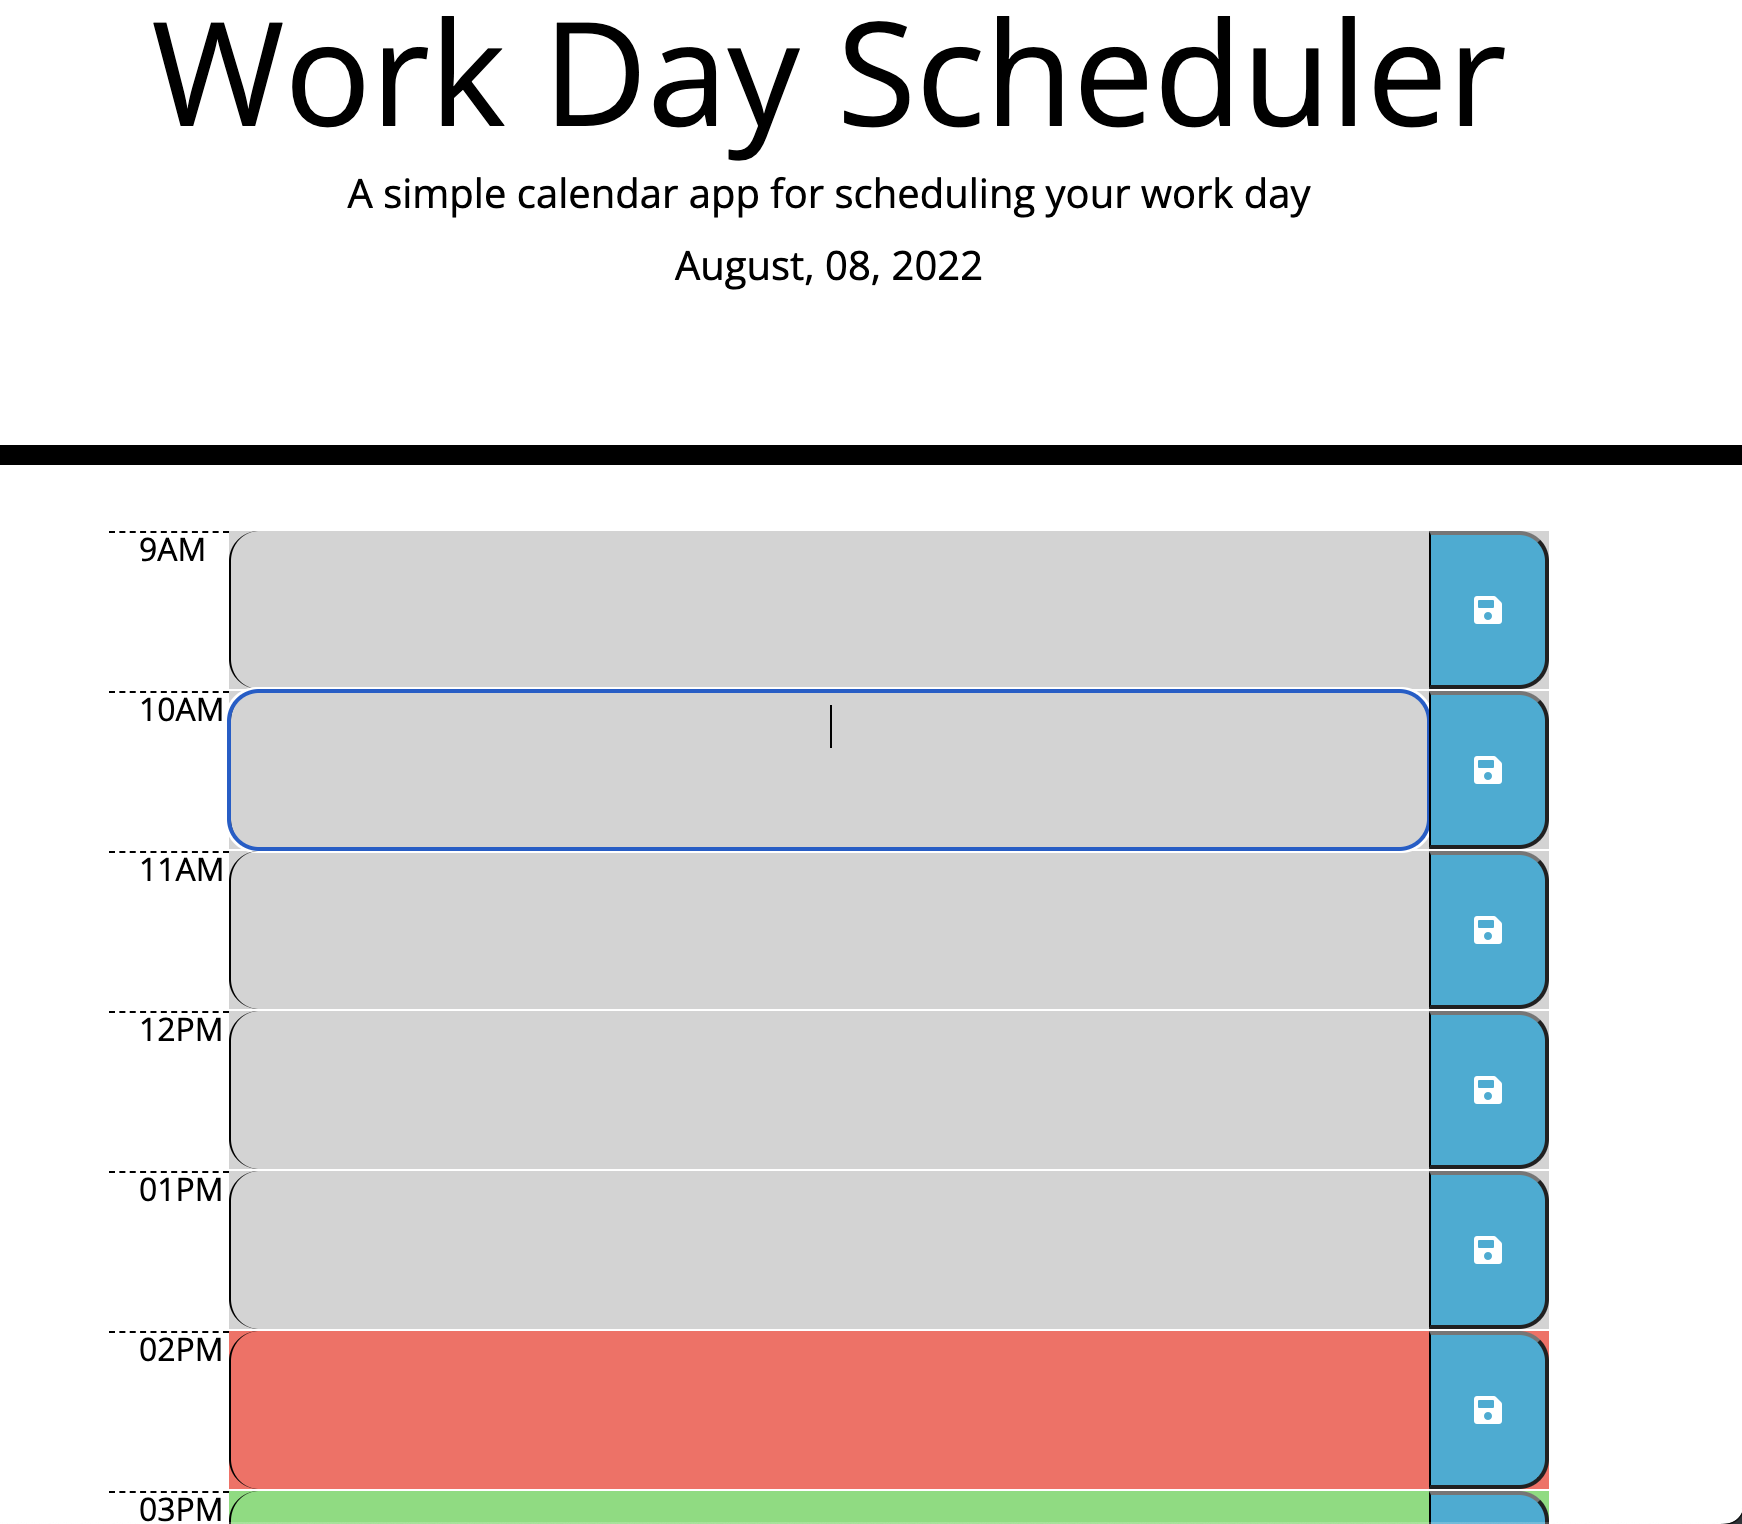 Work Day Scheduler
A simple calendar app for scheduling your work day
August, 08, 2022
9AM
10AM
11AM
12PM
01PM
02PM
03PM